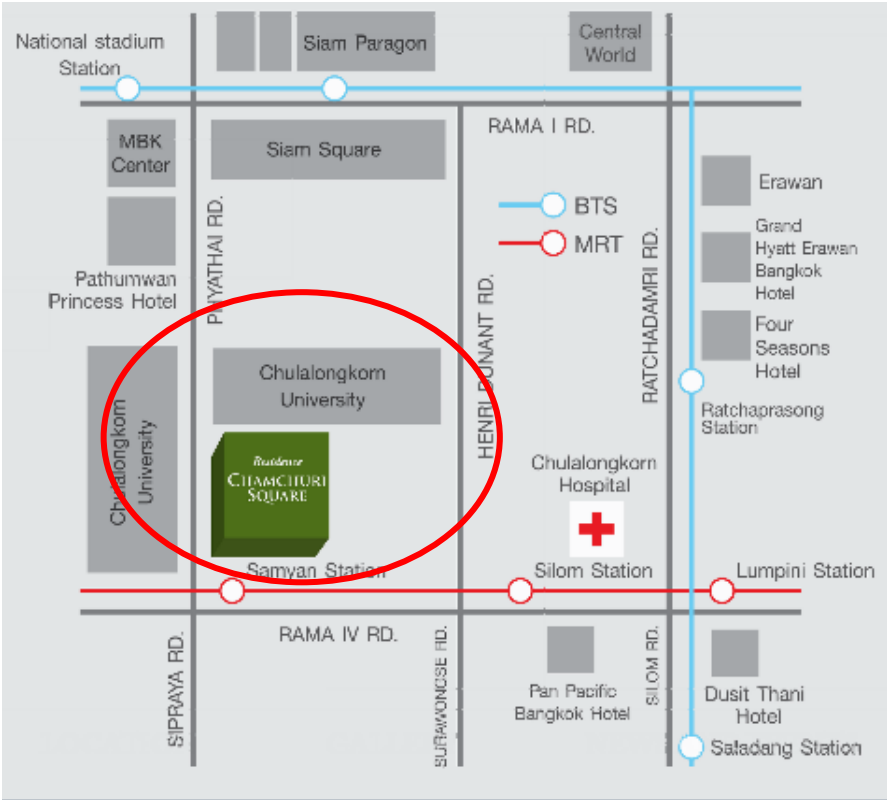 National stadium
Station
Siam Paragon
Central
World
RAMA I RD.
MBK
Center
Siam Square
Erawan
BTS
MRT
Grand
Hyatt Erawan
Bangkok
Hotel
PHYATHAI RD.
Pathumwan
Princess Hotel
HENRI DUNANT RD.
RATCHADAMRI RD.
Four
Seasons
Hotel
Chulalongkorn
University
Chulalongkorn
University
Ratchaprasong
Station
Residence
CHAMCHURI
SQUARE
Chulalongkorn
Hospital
Samyan Station
Silom Station
Lumpini Station
RAMA IV RD.
SIPRAYA RD.
SURAWONGSE RD.
SILOM RD.
Pan Pacific
Bangkok Hotel
Dusit Thani
Hotel
Saladang Station